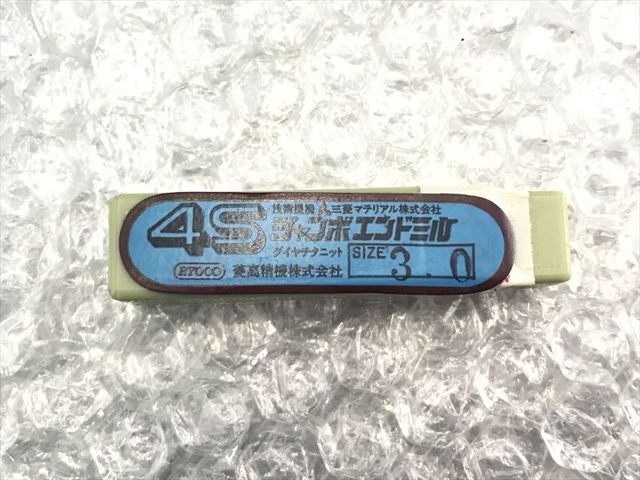 4S
技術提携 三菱マテリアル株式会社
ジャンボエンドミル
ダイヤチタニット
SIZE 3.0
RYOCO 菱高精機株式会社